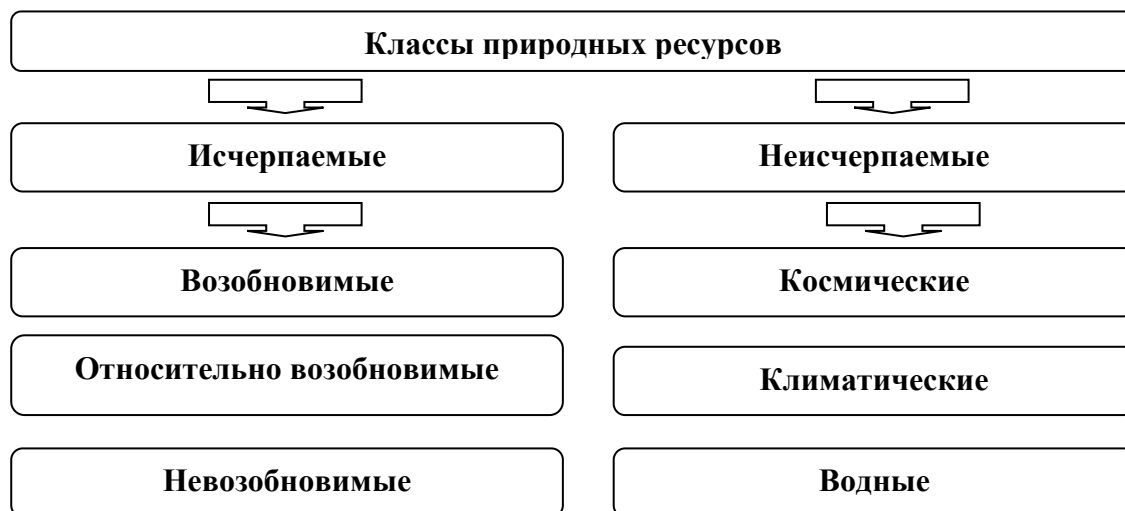 Классы природных ресурсов
Исчерпаемые
Неисчерпаемые
Возобновимые
Космические
Относительно возобновимые
Климатические
Невозобновимые
Водные